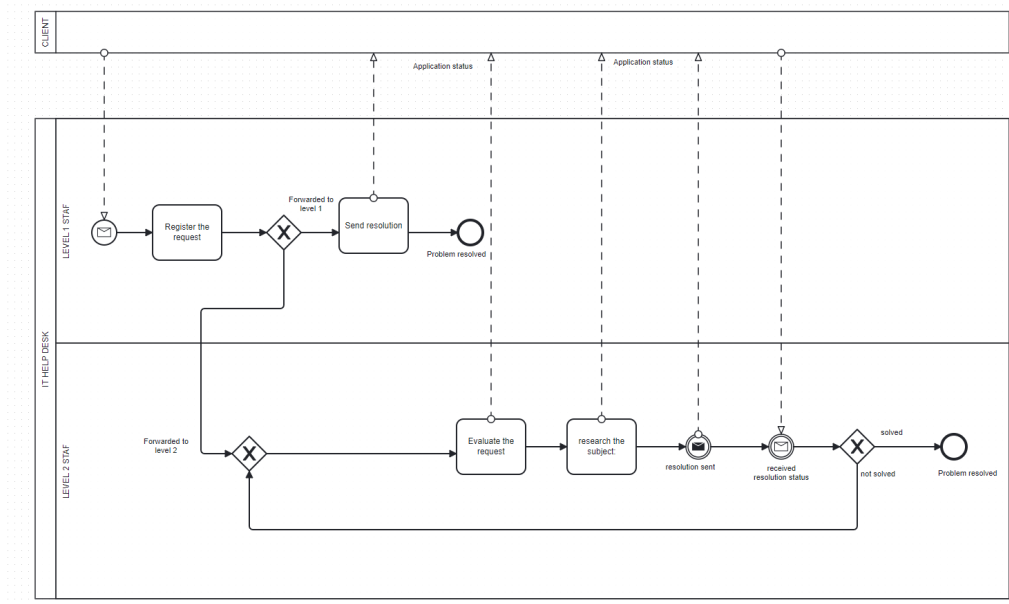 CLIENT
Application status
Application status
IT HELP DESK
LEVEL 1 STAF
Register the
request
Forwarded to
level 1
Send resolution
Problem resolved
LEVEL 2 STAF
Forwarded to
level 2
Evaluate the
request
research the
subject
resolution sent
received
resolution status
solved
not solved
Problem resolved